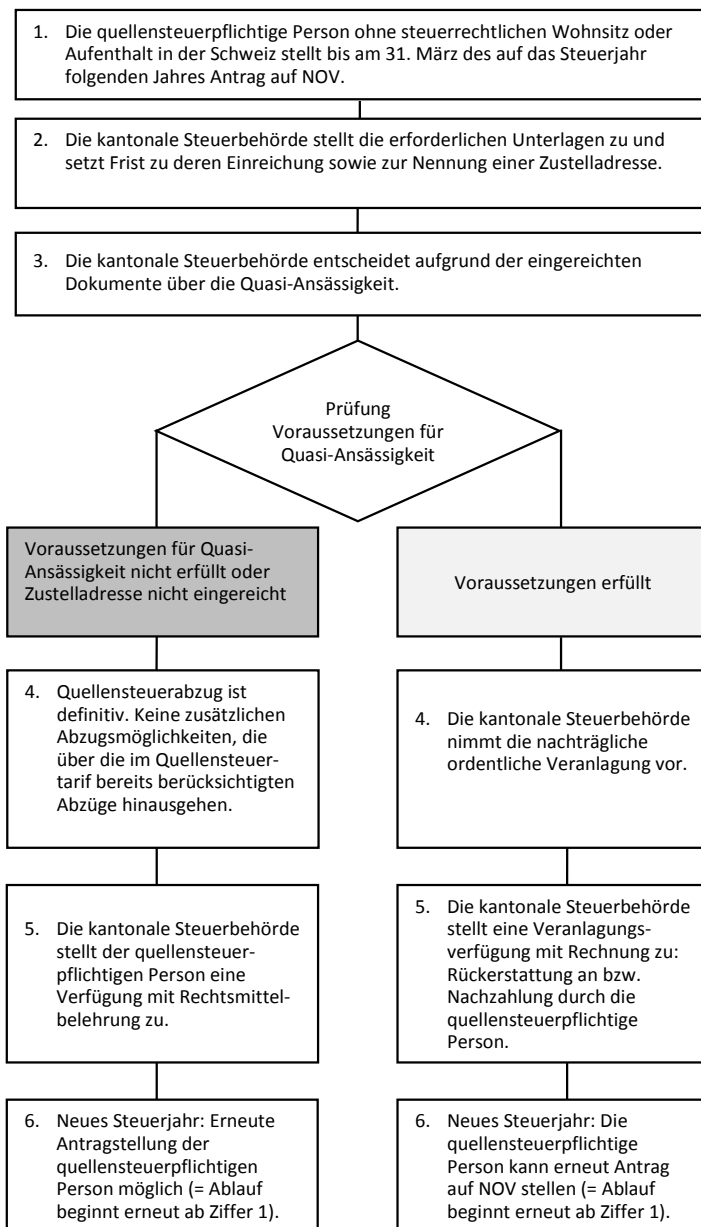 1. Die quellensteuerpflichtige Person ohne steuerrechtlichen Wohnsitz oder
Aufenthalt in der Schweiz stellt bis am 31. März des auf das Steuerjahr
folgenden Jahres Antrag auf NOV.
2. Die kantonale Steuerbehörde stellt die erforderlichen Unterlagen zu und
setzt Frist zu deren Einreichung sowie zur Nennung einer Zustelladresse.
3. Die kantonale Steuerbehörde entscheidet aufgrund der eingereichten
Dokumente über die Quasi-Ansässigkeit.
Prüfung
Voraussetzungen für
Quasi-Ansässigkeit
Voraussetzungen für Quasi-
Ansässigkeit nicht erfüllt oder
Zustelladresse nicht eingereicht
4. Quellensteuerabzug ist
definitiv. Keine zusätzlichen
Abzugsmöglichkeiten, die
über die im Quellensteuer-
tarif bereits berücksichtigten
Abzüge hinausgehen.
5. Die kantonale Steuerbehörde
stellt der quellensteuer-
pflichtigen Person eine
Verfügung mit Rechtsmittel-
belehrung zu.
6. Neues Steuerjahr: Erneute
Antragstellung der
quellensteuerpflichtigen
Person möglich (= Ablauf
beginnt erneut ab Ziffer 1).
Voraussetzungen erfüllt
4. Die kantonale Steuerbehörde
nimmt die nachträgliche
ordentliche Veranlagung vor.
5. Die kantonale Steuerbehörde
stellt eine Veranlagungs-
verfügung mit Rechnung zu:
Rückerstattung an bzw.
Nachzahlung durch die
quellensteuerpflichtige
Person.
6. Neues Steuerjahr: Die
quellensteuerpflichtige
Person kann erneut Antrag
auf NOV stellen (= Ablauf
beginnt erneut ab Ziffer 1).